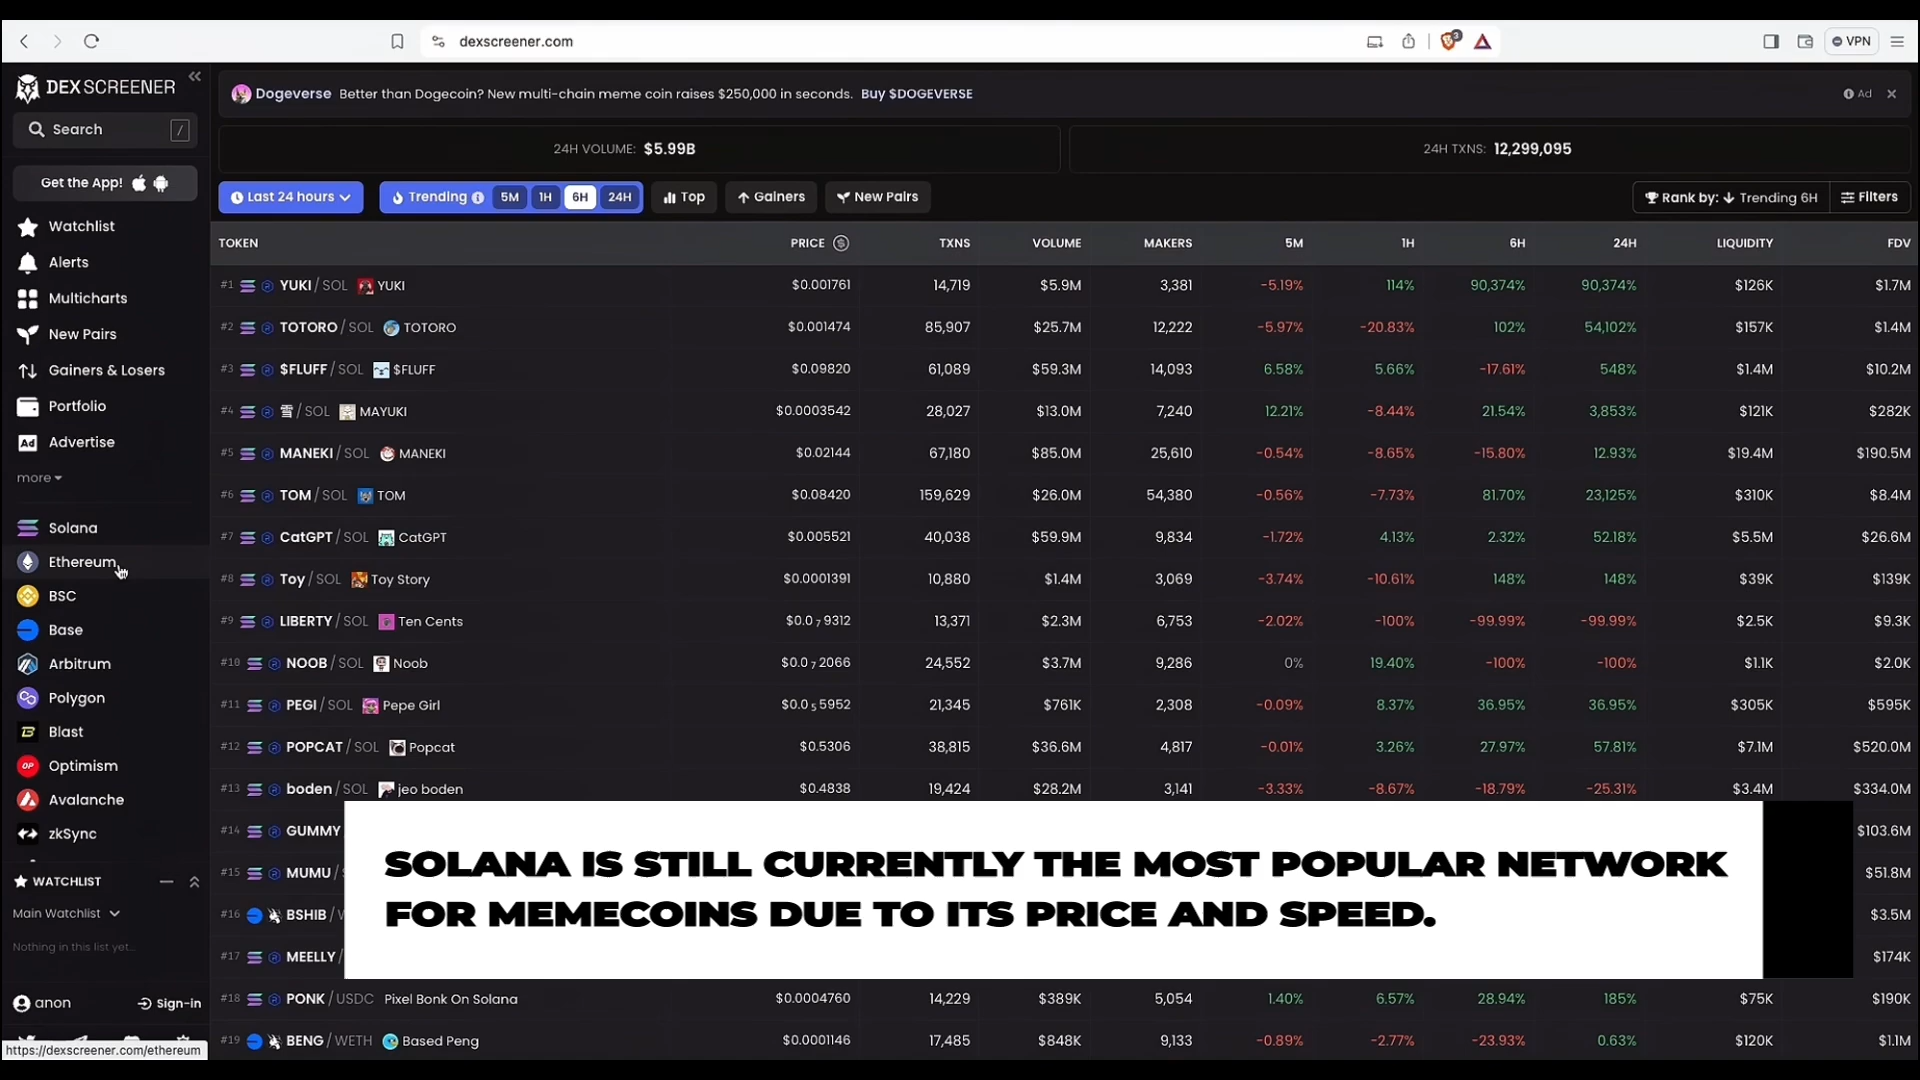 dexscreener.com
3
VPN
DEX SCREENER
Search
/
Get the App!
Watchlist
Alerts
Multicharts
New Pairs
Gainers & Losers
Portfolio
Ad Advertise
more
Solana
Ethereum
BSC
Base
Arbitrum
Polygon
Blast
OP Optimism
Avalanche
zkSync
WATCHLIST
Main Watchlist
Nothing in this list yet...
anon
Sign-in
https://dexscreener.com/ethereum
Dogeverse Better than Dogecoin? New multi-chain meme coin raises $250,000 in seconds. Buy $DOGEVERSE
Ad
24H VOLUME: $5.99B
24H TXNS: 12,299,095
Last 24 hours Trending 5M 1H 6H 24H Top Gainers New Pairs Rank by: Trending 6H Filters
TOKEN PRICE TXNS VOLUME MAKERS 5M 1H 6H 24H LIQUIDITY FDV
#1 YUKI / SOL YUKI $0.001761 14,719 $5.9M 3,381 -5.19% 114% 90,374% 90,374% $126K $1.7M
#2 TOTORO / SOL TOTORO $0.001474 85,907 $25.7M 12,222 -5.97% -20.83% 102% 54,102% $157K $1.4M
#3 $FLUFF / SOL $FLUFF $0.09820 61,089 $59.3M 14,093 6.58% 5.66% -17.61% 548% $1.4M $10.2M
#4 雪 / SOL MAYUKI $0.0003542 28,027 $13.0M 7,240 12.21% -8.44% 21.54% 3,853% $121K $282K
#5 MANEKI / SOL MANEKI $0.02144 67,180 $85.0M 25,610 -0.54% -8.65% -15.80% 12.93% $19.4M $190.5M
#6 TOM / SOL TOM $0.08420 159,629 $26.0M 54,380 -0.56% -7.73% 81.70% 23,125% $310K $8.4M
#7 CatGPT / SOL CatGPT $0.005521 40,038 $59.9M 9,834 -1.72% 4.13% 2.32% 52.18% $5.5M $26.6M
#8 Toy / SOL Toy Story $0.0001391 10,880 $1.4M 3,069 -3.74% -10.61% 148% 148% $39K $139K
#9 LIBERTY / SOL Ten Cents $0.0₇9312 13,371 $2.3M 6,753 -2.02% -100% -99.99% -99.99% $2.5K $9.3K
#10 NOOB / SOL Noob $0.0₇2066 24,552 $3.7M 9,286 0% 19.40% -100% -100% $1.1K $2.0K
#11 PEGI / SOL Pepe Girl $0.0₅5952 21,345 $761K 2,308 -0.09% 8.37% 36.95% 36.95% $305K $595K
#12 POPCAT / SOL Popcat $0.5306 38,815 $36.6M 4,817 -0.01% 3.26% 27.97% 57.81% $7.1M $520.0M
#13 boden / SOL jeo boden $0.4838 19,424 $28.2M 3,141 -3.33% -8.67% -18.79% -25.31% $3.4M $334.0M
#14 GUMMY $103.6M
#15 MUMU / $51.8M
#16 BSHIB / $3.5M
#17 MEELLY / $174K
SOLANA IS STILL CURRENTLY THE MOST POPULAR NETWORK
FOR MEMECOINS DUE TO ITS PRICE AND SPEED.
#18 PONK / USDC Pixel Bonk On Solana $0.0004760 14,229 $389K 5,054 1.40% 6.57% 28.94% 185% $75K $190K
#19 BENG / WETH Based Peng $0.0001146 17,485 $848K 9,133 -0.89% -2.77% -23.93% 0.63% $120K $1.1M